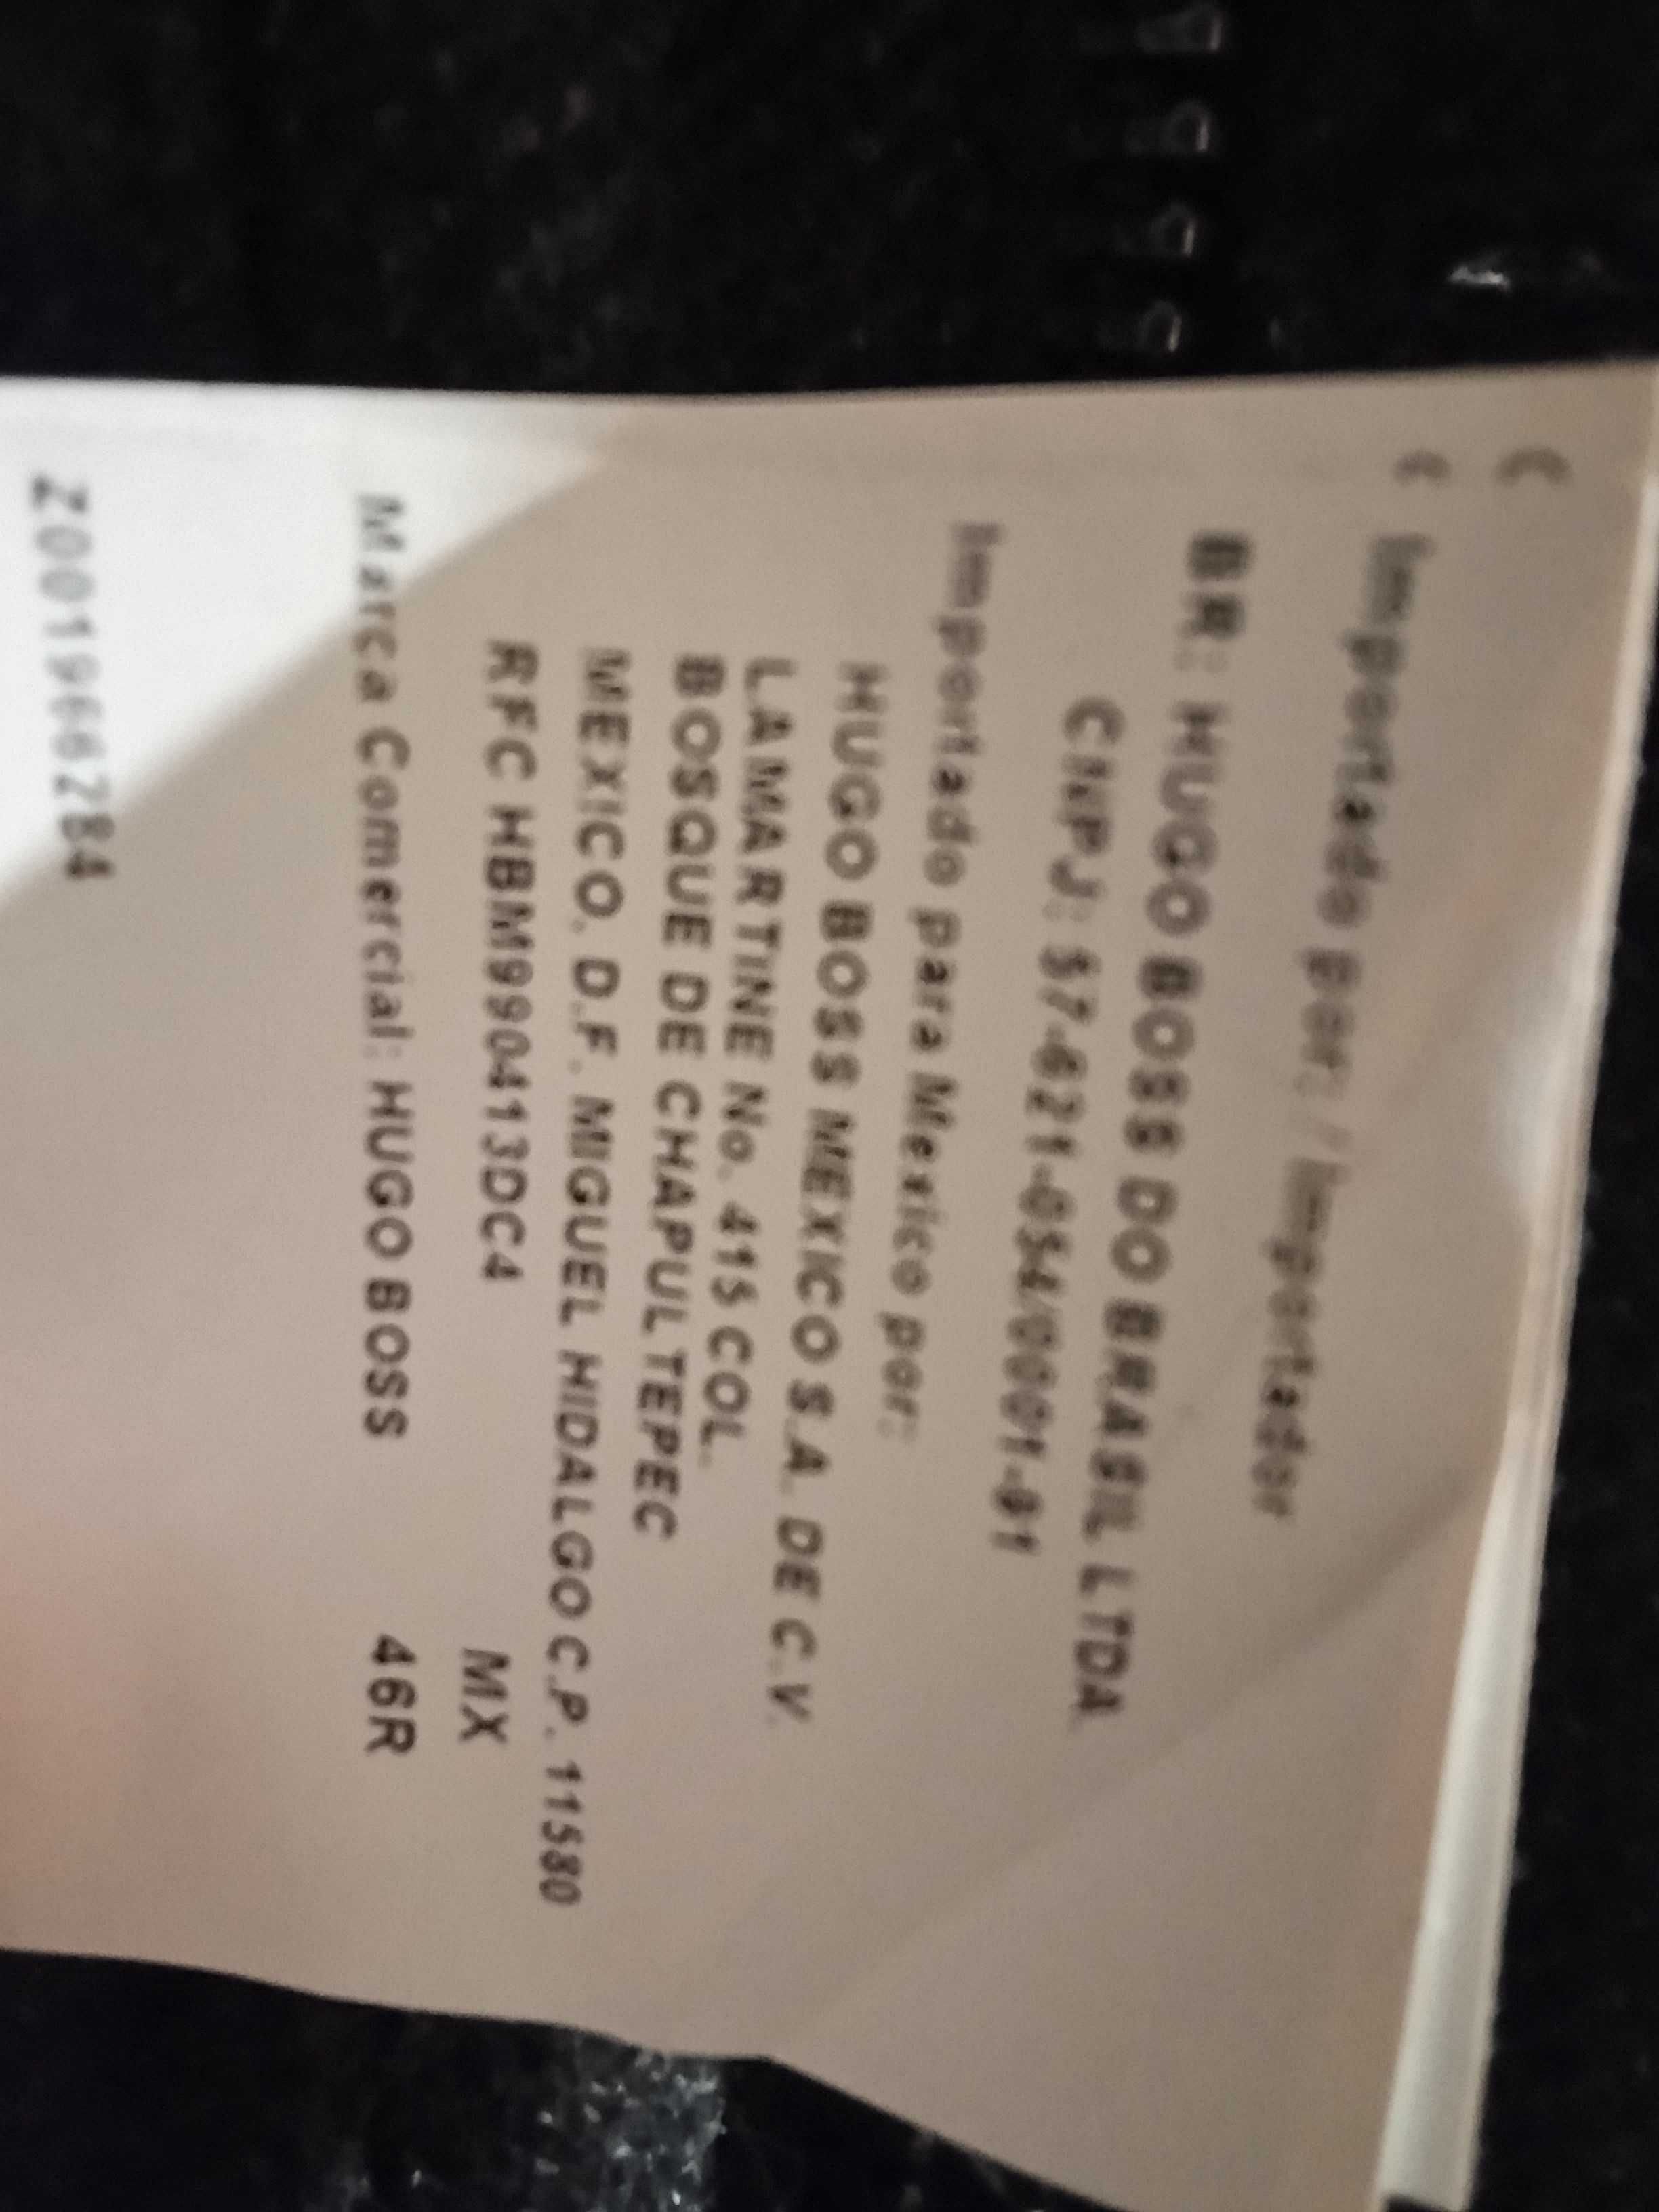 Importado por: / Importador
BR: HUGO BOSS DO BRASIL LTDA
CNPJ: 57-621-054/0001-01
Importado para Mexico por:
HUGO BOSS MEXICO S.A. DE C.V.
LAMARTINE No. 415 COL.
BOSQUE DE CHAPULTEPEC
MEXICO, D.F. MIGUEL HIDALGO C.P. 11580
RFC HBM990413DC4 MX
Marca Comercial: HUGO BOSS 46R